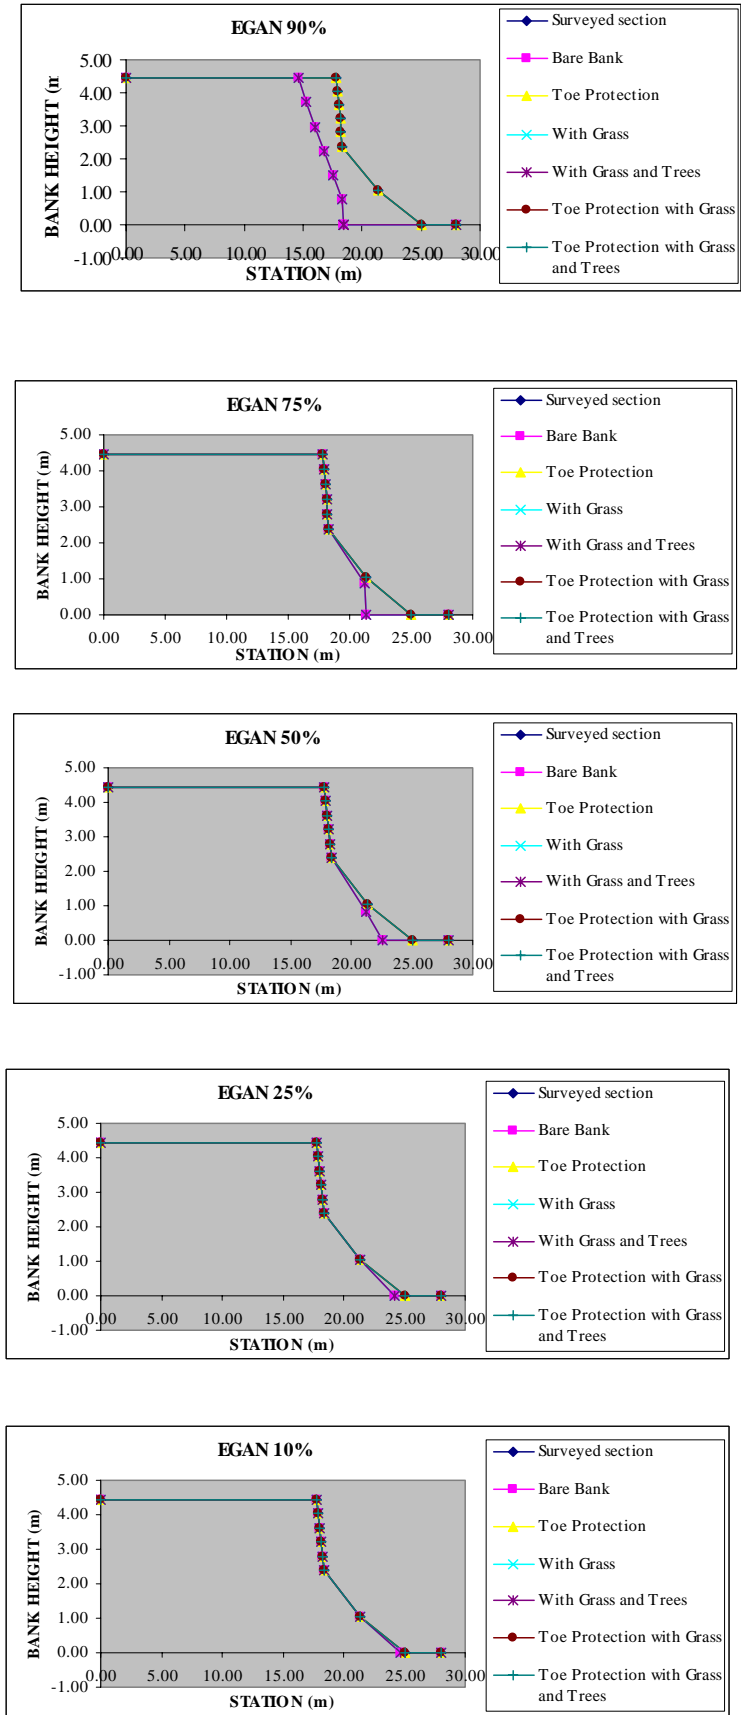 EGAN 90%
BANK HEIGHT (m
5.00
4.00
3.00
2.00
1.00
0.00
-1.00
0.00 5.00 10.00 15.00 20.00 25.00 30.00
STATION (m)
Surveyed section
Bare Bank
Toe Protection
With Grass
With Grass and Trees
Toe Protection with Grass
Toe Protection with Grass
and Trees
EGAN 75%
BANK HEIGHT (m)
5.00
4.00
3.00
2.00
1.00
0.00
0.00 5.00 10.00 15.00 20.00 25.00 30.00
STATION (m)
Surveyed section
Bare Bank
Toe Protection
With Grass
With Grass and Trees
Toe Protection with Grass
Toe Protection with Grass
and Trees
EGAN 50%
BANK HEIGHT (m)
5.00
4.00
3.00
2.00
1.00
0.00
-1.00
0.00 5.00 10.00 15.00 20.00 25.00 30.00
STATION (m)
Surveyed section
Bare Bank
Toe Protection
With Grass
With Grass and Trees
Toe Protection with Grass
Toe Protection with Grass
and Trees
EGAN 25%
BANK HEIGHT (m)
5.00
4.00
3.00
2.00
1.00
0.00
-1.00
0.00 5.00 10.00 15.00 20.00 25.00 30.00
STATION (m)
Surveyed section
Bare Bank
Toe Protection
With Grass
With Grass and Trees
Toe Protection with Grass
Toe Protection with Grass
and Trees
EGAN 10%
BANK HEIGHT (m)
5.00
4.00
3.00
2.00
1.00
0.00
-1.00
0.00 5.00 10.00 15.00 20.00 25.00 30.00
STATION (m)
Surveyed section
Bare Bank
Toe Protection
With Grass
With Grass and Trees
Toe Protection with Grass
Toe Protection with Grass
and Trees